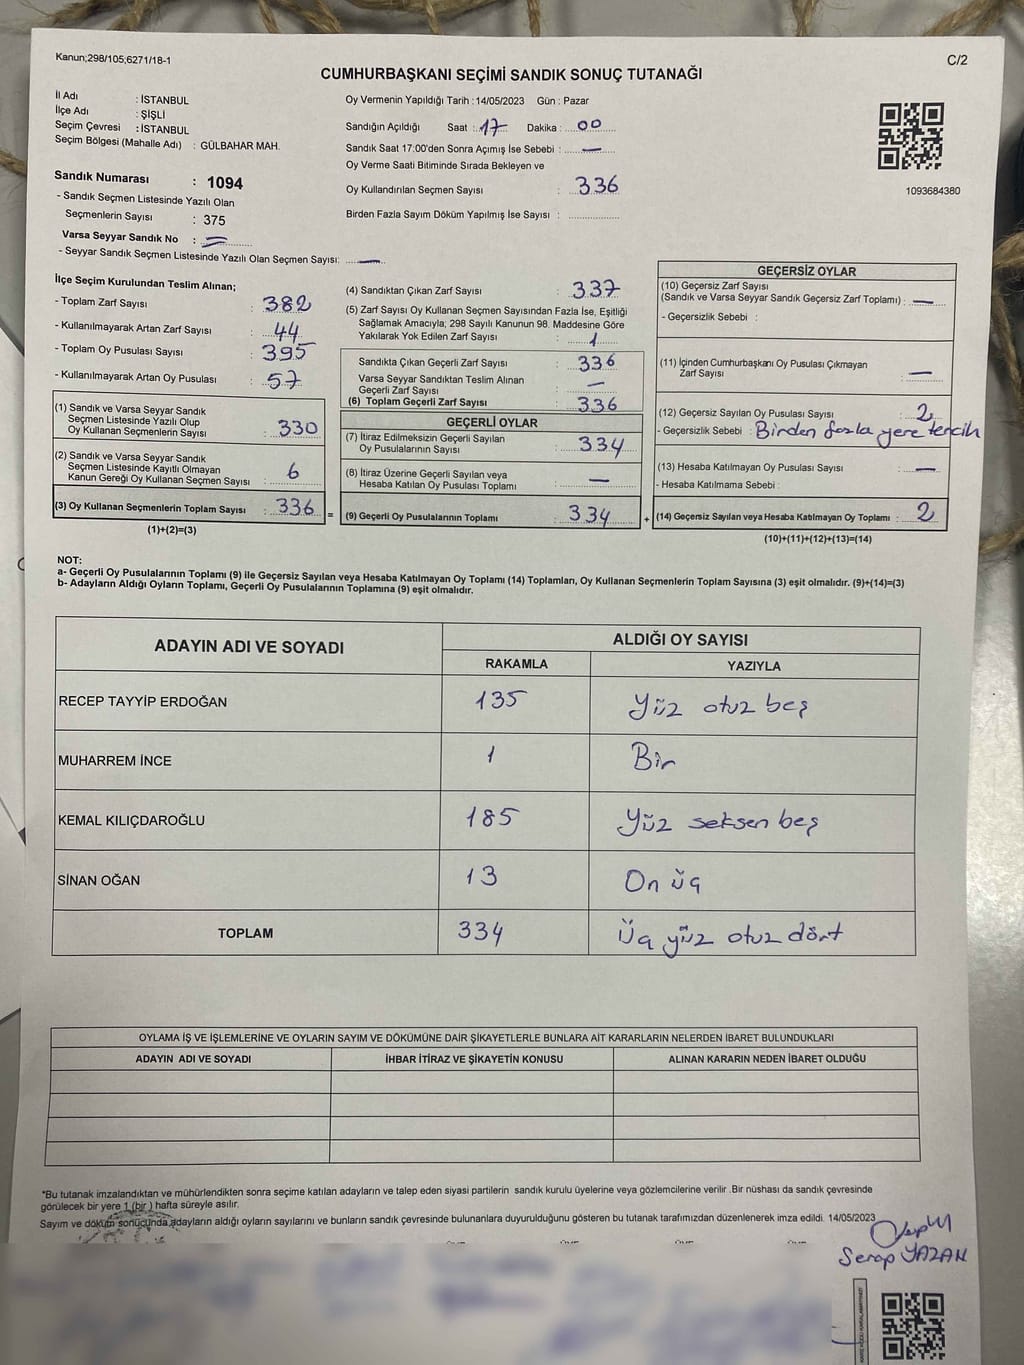 Kanun;298/105;6271/18-1
C/2
CUMHURBAŞKANI SEÇİMİ SANDIK SONUÇ TUTANAĞI
İl Adı : İSTANBUL
İlçe Adı : ŞİŞLİ
Seçim Çevresi : İSTANBUL
Seçim Bölgesi (Mahalle Adı) : GÜLBAHAR MAH.
Sandık Numarası : 1094
- Sandık Seçmen Listesinde Yazılı Olan
Seçmenlerin Sayısı : 375
Varsa Seyyar Sandık No :
- Seyyar Sandık Seçmen Listesinde Yazılı Olan Seçmen Sayısı:
Oy Vermenin Yapıldığı Tarih : 14/05/2023 Gün : Pazar
Sandığın Açıldığı Saat : 17 Dakika : 00
Sandık Saat 17:00'den Sonra Açımış İse Sebebi : —
Oy Verme Saati Bitiminde Sırada Bekleyen ve
Oy Kullandırılan Seçmen Sayısı : 336
Birden Fazla Sayım Döküm Yapılmış İse Sayısı :
1093684380
İlçe Seçim Kurulundan Teslim Alınan;
- Toplam Zarf Sayısı : 382
- Kullanılmayarak Artan Zarf Sayısı : 44
- Toplam Oy Pusulası Sayısı : 395
- Kullanılmayarak Artan Oy Pusulası : 57
(1) Sandık ve Varsa Seyyar Sandık
Seçmen Listesinde Yazılı Olup
Oy Kullanan Seçmenlerin Sayısı : 330
(2) Sandık ve Varsa Seyyar Sandık
Seçmen Listesinde Kayıtlı Olmayan
Kanun Gereği Oy Kullanan Seçmen Sayısı : 6
(3) Oy Kullanan Seçmenlerin Toplam Sayısı : 336 =
(1)+(2)=(3)
(4) Sandıktan Çıkan Zarf Sayısı : 337
(5) Zarf Sayısı Oy Kullanan Seçmen Sayısından Fazla İse, Eşitliği
Sağlamak Amacıyla; 298 Sayılı Kanunun 98. Maddesine Göre
Yakılarak Yok Edilen Zarf Sayısı : 1
Sandıkta Çıkan Geçerli Zarf Sayısı : 336
Varsa Seyyar Sandıktan Teslim Alınan
Geçerli Zarf Sayısı : —
(6) Toplam Geçerli Zarf Sayısı : 336
GEÇERLİ OYLAR
(7) İtiraz Edilmeksizin Geçerli Sayılan
Oy Pusulalarının Sayısı : 334
(8) İtiraz Üzerine Geçerli Sayılan veya
Hesaba Katılan Oy Pusulası Toplamı : —
(9) Geçerli Oy Pusulalarının Toplamı : 334 +
GEÇERSİZ OYLAR
(10) Geçersiz Zarf Sayısı
(Sandık ve Varsa Seyyar Sandık Geçersiz Zarf Toplamı) : —
- Geçersizlik Sebebi :
(11) İçinden Cumhurbaşkanı Oy Pusulası Çıkmayan
Zarf Sayısı : —
(12) Geçersiz Sayılan Oy Pusulası Sayısı : 2
- Geçersizlik Sebebi : Birden fazla yere tercih
(13) Hesaba Katılmayan Oy Pusulası Sayısı : —
- Hesaba Katılmama Sebebi :
(14) Geçersiz Sayılan veya Hesaba Katılmayan Oy Toplamı : 2
(10)+(11)+(12)+(13)=(14)
NOT:
a- Geçerli Oy Pusulalarının Toplamı (9) ile Geçersiz Sayılan veya Hesaba Katılmayan Oy Toplamı (14) Toplamları, Oy Kullanan Seçmenlerin Toplam Sayısına (3) eşit olmalıdır. (9)+(14)=(3)
b- Adayların Aldığı Oyların Toplamı, Geçerli Oy Pusulalarının Toplamına (9) eşit olmalıdır.
ADAYIN ADI VE SOYADI
ALDIĞI OY SAYISI
RAKAMLA YAZIYLA
RECEP TAYYİP ERDOĞAN 135 Yüz otuz beş
MUHARREM İNCE 1 Bir
KEMAL KILIÇDAROĞLU 185 Yüz seksen beş
SİNAN OĞAN 13 On üç
TOPLAM 334 Üç yüz otuz dört
OYLAMA İŞ VE İŞLEMLERİNE VE OYLARIN SAYIM VE DÖKÜMÜNE DAİR ŞİKAYETLERLE BUNLARA AİT KARARLARIN NELERDEN İBARET BULUNDUKLARI
ADAYIN ADI VE SOYADI İHBAR İTİRAZ VE ŞİKAYETİN KONUSU ALINAN KARARIN NEDEN İBARET OLDUĞU
*Bu tutanak imzalandıktan ve mühürlendikten sonra seçime katılan adayların ve talep eden siyasi partilerin sandık kurulu üyelerine veya gözlemcilerine verilir .Bir nüshası da sandık çevresinde
görülecek bir yere 1 (bir ) hafta süreyle asılır.
Sayım ve döküm sonucunda adayların aldığı oyların sayılarını ve bunların sandık çevresinde bulunanlara duyurulduğunu gösteren bu tutanak tarafımızdan düzenlenerek imza edildi. 14/05/2023
Serap YAZAN